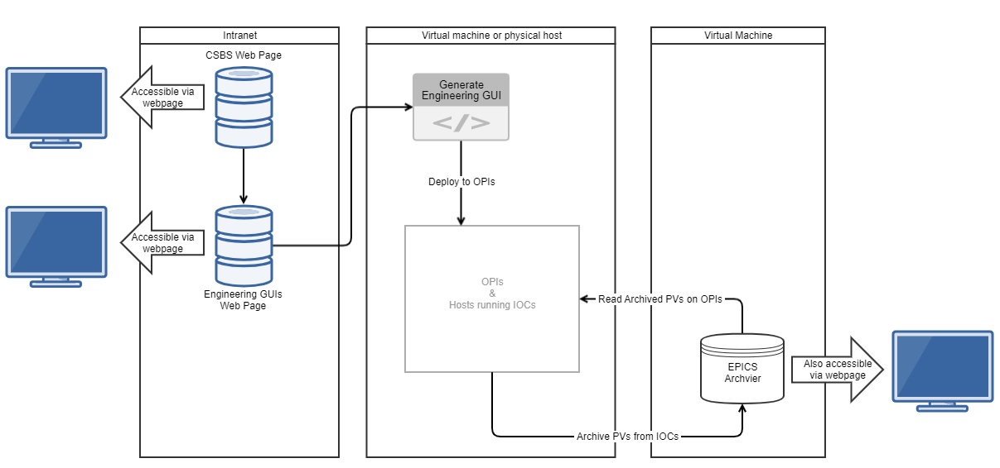 Intranet
Virtual machine or physical host
Virtual Machine
CSBS Web Page
Accessible via
webpage
Generate
Engineering GUI
</>
Deploy to OPIs
Accessible via
webpage
Engineering GUIs
Web Page
OPIs
&
Hosts running IOCs
Read Archived PVs on OPIs
EPICS
Archvier
Also accessible
via webpage
Archive PVs from IOCs